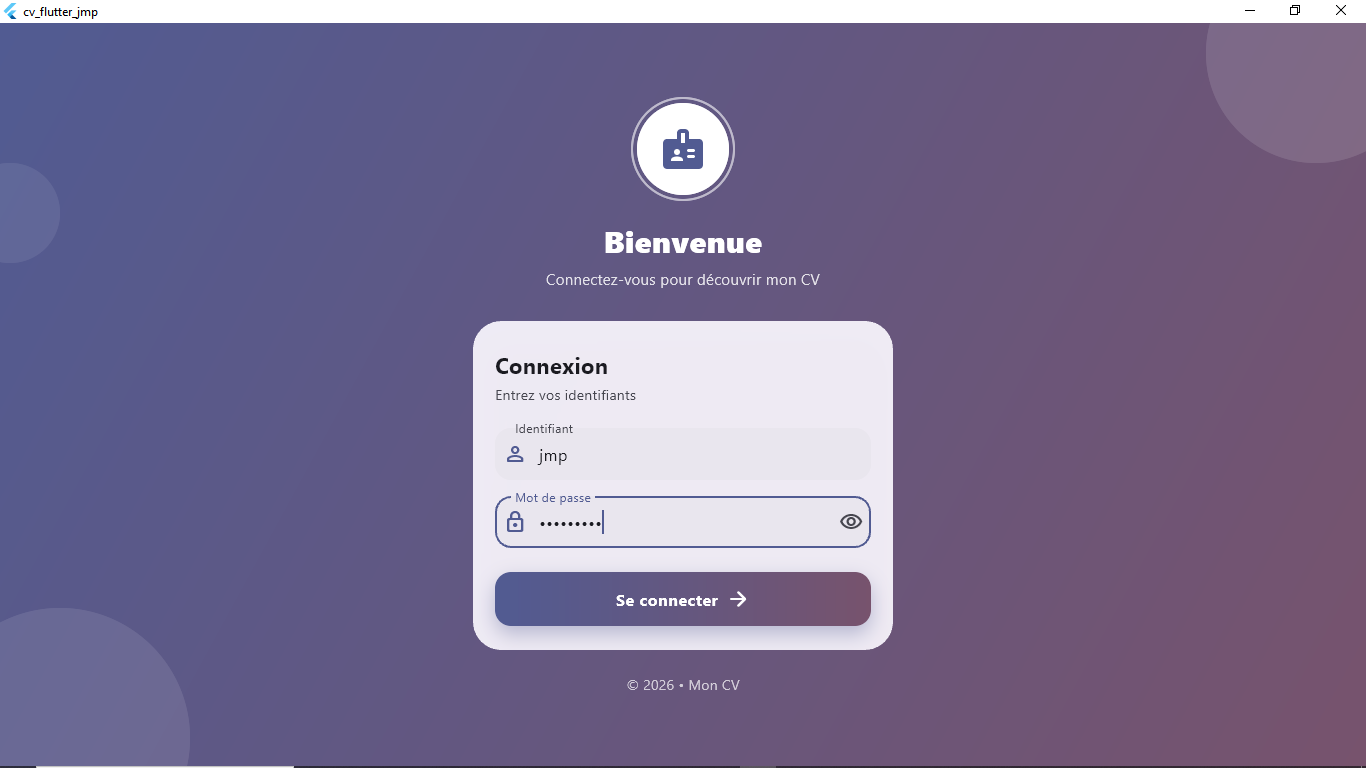 cv_flutter_jmp
Bienvenue
Connectez-vous pour découvrir mon CV
Connexion
Entrez vos identifiants
Identifiant
jmp
Mot de passe
•••••••••
Se connecter
© 2026 • Mon CV